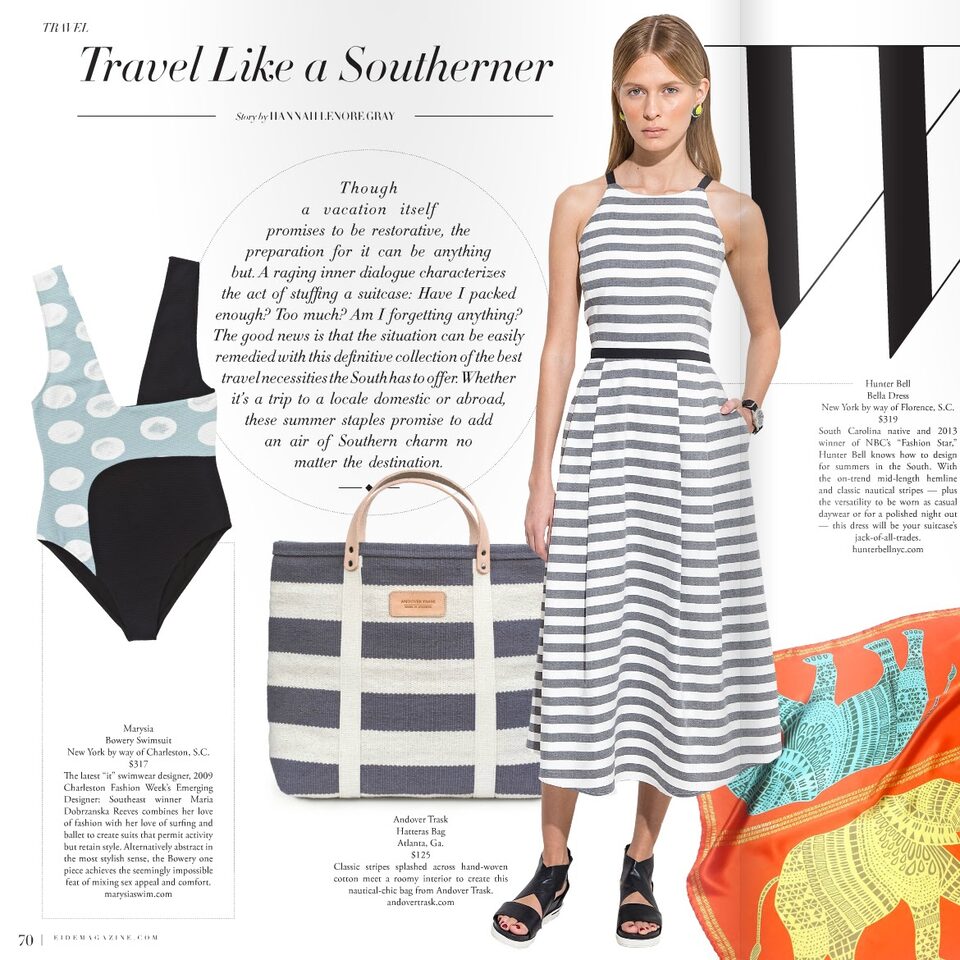 TRAVEL
Travel Like a Southerner
Story by HANNAH LENORE GRAY
Though
a vacation itself
promises to be restorative, the
preparation for it can be anything
but. A raging inner dialogue characterizes
the act of stuffing a suitcase: Have I packed
enough? Too much? Am I forgetting anything?
The good news is that the situation can be easily
remedied with this definitive collection of the best
travel necessities the South has to offer. Whether
it's a trip to a locale domestic or abroad,
these summer staples promise to add
an air of Southern charm no
matter the destination.
Hunter Bell
Bella Dress
New York by way of Florence, S.C.
$319
South Carolina native and 2013
winner of NBC's “Fashion Star,”
Hunter Bell knows how to design
for summers in the South. With
the on-trend mid-length hemline
and classic nautical stripes — plus
the versatility to be worn as casual
daywear or for a polished night out
— this dress will be your suitcase's
jack-of-all-trades.
hunterbellnyc.com
ANDOVER TRASK
Marysia
Bowery Swimsuit
New York by way of Charleston, S.C.
$317
The latest “it” swimwear designer, 2009
Charleston Fashion Week's Emerging
Designer: Southeast winner Maria
Dobrzanska Reeves combines her love
of fashion with her love of surfing and
ballet to create suits that permit activity
but retain style. Alternatively abstract in
the most stylish sense, the Bowery one
piece achieves the seemingly impossible
feat of mixing sex appeal and comfort.
marysiaswim.com
Andover Trask
Hatteras Bag
Atlanta, Ga.
$125
Classic stripes splashed across hand-woven
cotton meet a roomy interior to create this
nautical-chic bag from Andover Trask.
andovertrask.com
70 | EIDEMAGAZINE.COM